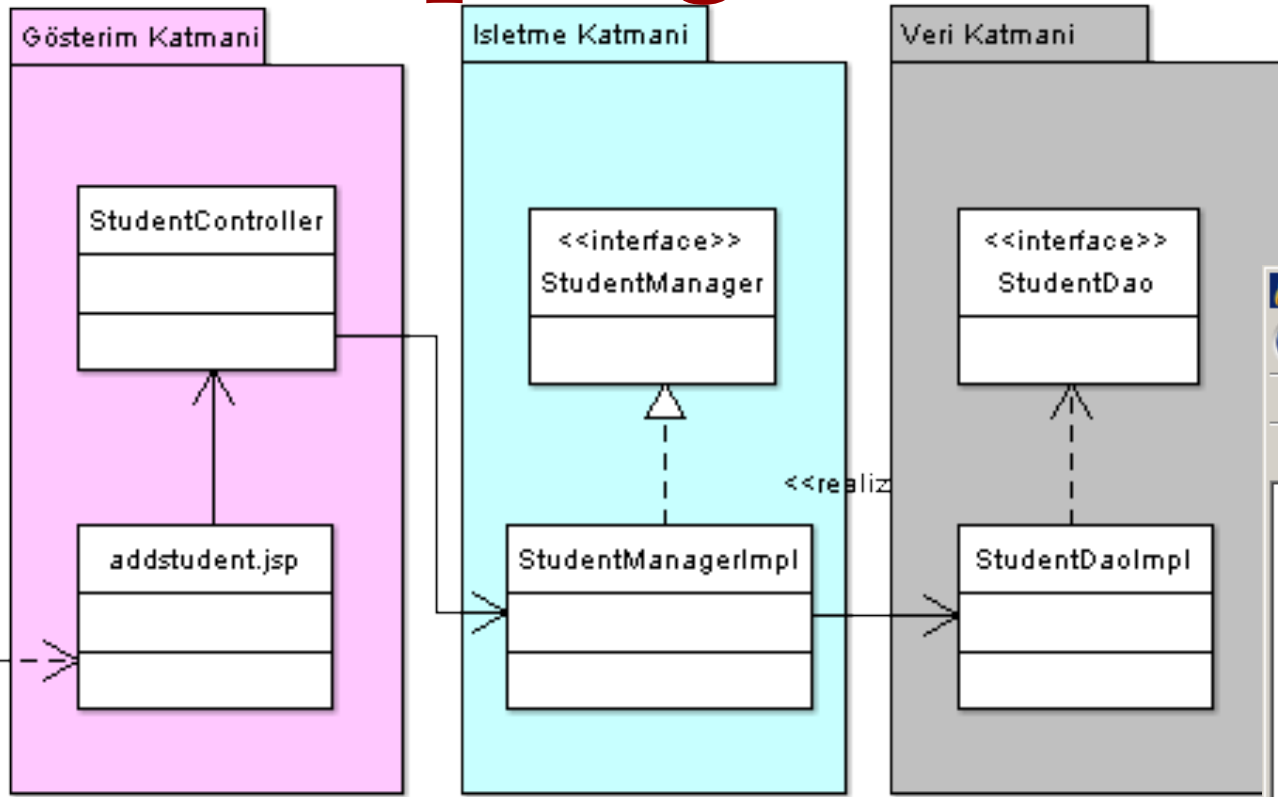 Gösterim Katmani
StudentController
addstudent.jsp
Isletme Katmani
<<interface>>
StudentManager
<<realiz
StudentManagerImpl
Veri Katmani
<<interface>>
StudentDao
StudentDaoImpl